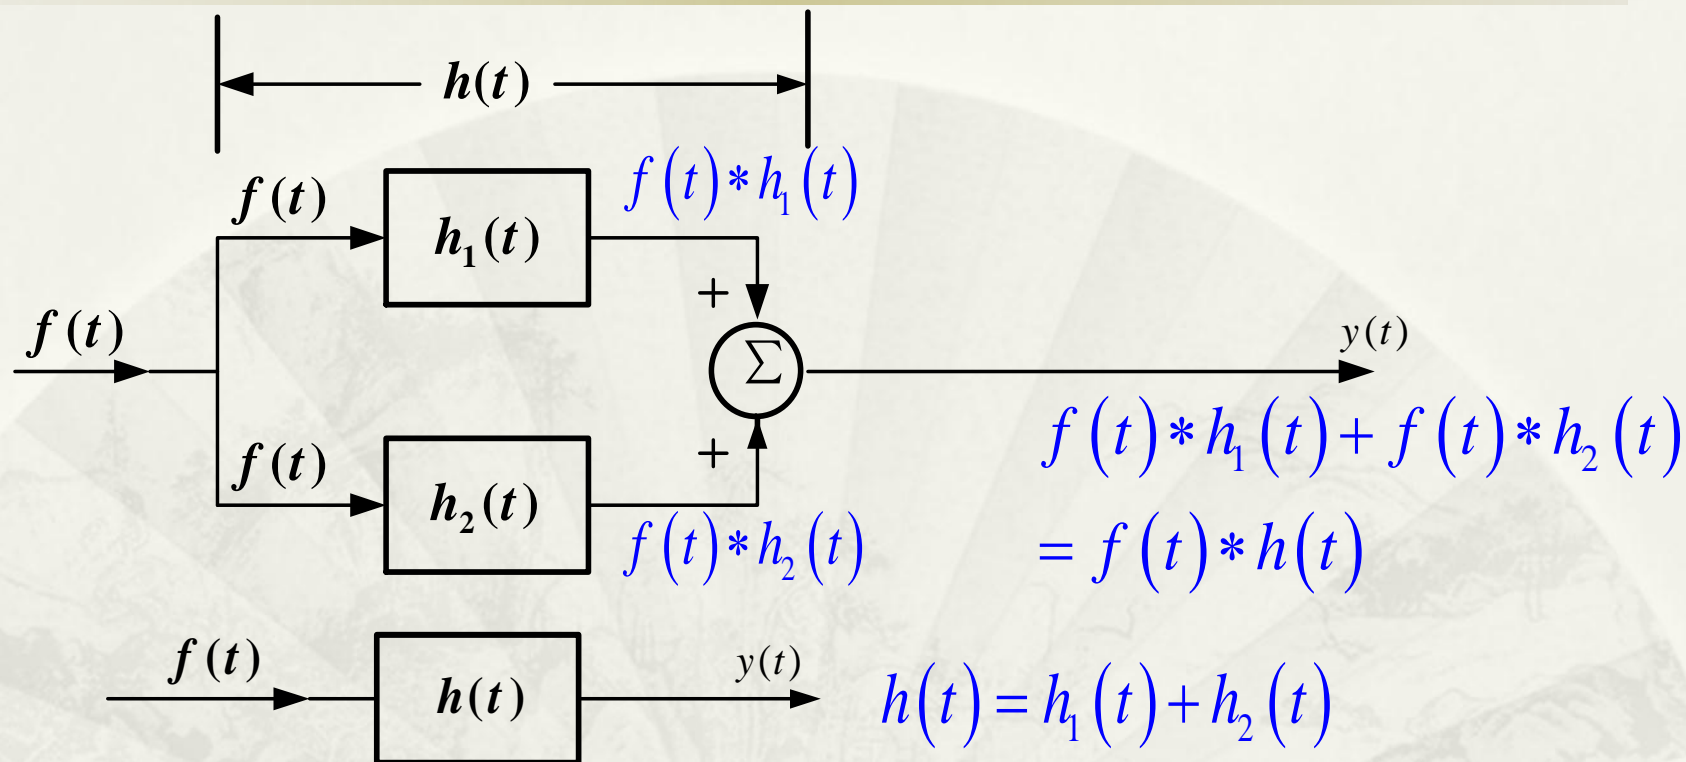 h(t)
f(t)*h₁(t)
f(t)
h₁(t)
+
f(t)
Σ
y(t)
f(t)*h₁(t)+f(t)*h₂(t)
+
f(t)
h₂(t)
f(t)*h₂(t)
=f(t)*h(t)
f(t)
h(t)
y(t)
h(t)=h₁(t)+h₂(t)